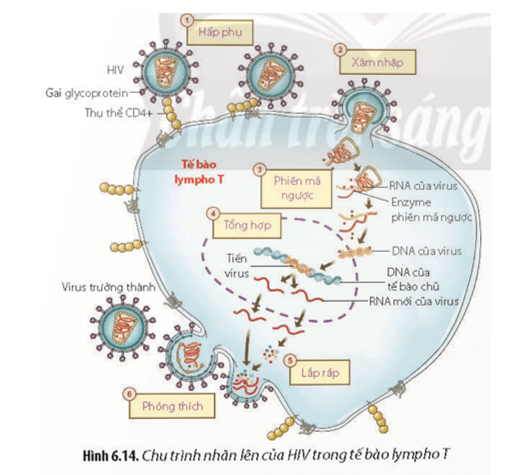 1
Hấp phụ
2
Xâm nhập
HIV
Gai glycoprotein
Thụ thể CD4+
Chân trời sáng
Tế bào
lympho T
3
Phiên mã
ngược
RNA của virus
Enzyme
phiên mã ngược
4
Tổng hợp
Tiền
virus
DNA của virus
DNA của
tế bào chủ
RNA mới của virus
Virus trưởng thành
5
Lắp ráp
6
Phóng thích
Hình 6.14. Chu trình nhân lên của HIV trong tế bào lympho T